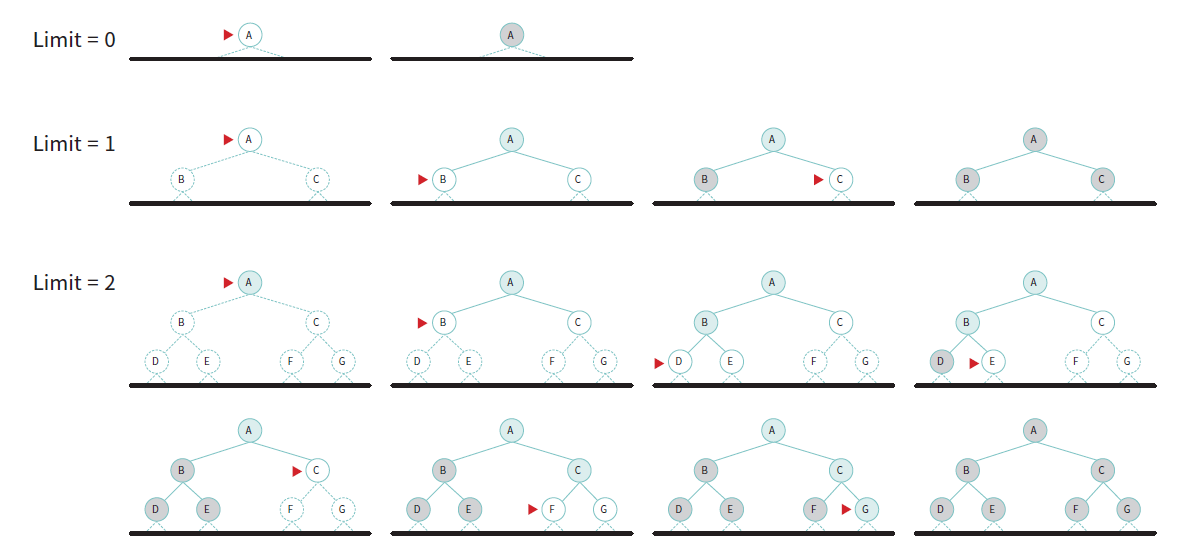 Limit = 0
A
A
Limit = 1
A
B C
A
B C
A
B C
A
B C
Limit = 2
A
B C
D E F G
A
B C
D E F G
A
B C
D E F G
A
B C
D E F G
A
B C
D E F G
A
B C
D E F G
A
B C
D E F G
A
B C
D E F G